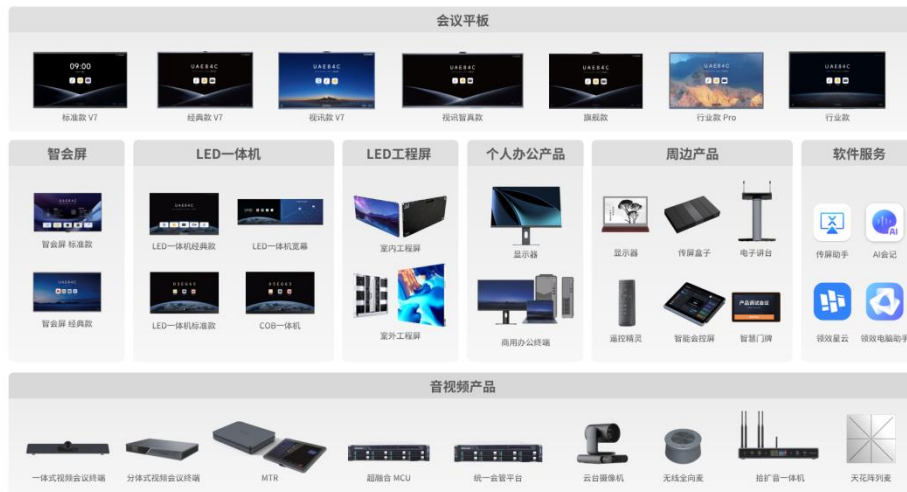 会议平板
09:00
UAE84C
UAE84C
UAE84C
UAE84C
UAE84C
UAE84C
标准款 V7
经典款 V7
视讯款 V7
视讯智真款
旗舰款
行业款 Pro
行业款
智会屏
LED一体机
LED工程屏
个人办公产品
周边产品
软件服务
智会屏 标准款
LED一体机经典款
LED一体机宽幕
室内工程屏
显示器
显示器
传屏盒子
电子讲台
传屏助手
AI
AI会记
智会屏 经典款
LED一体机标准款
COB一体机
室外工程屏
商用办公终端
遥控精灵
智能会控屏
产品调试会议
智慧门牌
领效星云
领效电脑助手
音视频产品
一体式视频会议终端
分体式视频会议终端
MTR
超融合 MCU
统一会管平台
云台摄像机
无线全向麦
拾扩音一体机
天花阵列麦